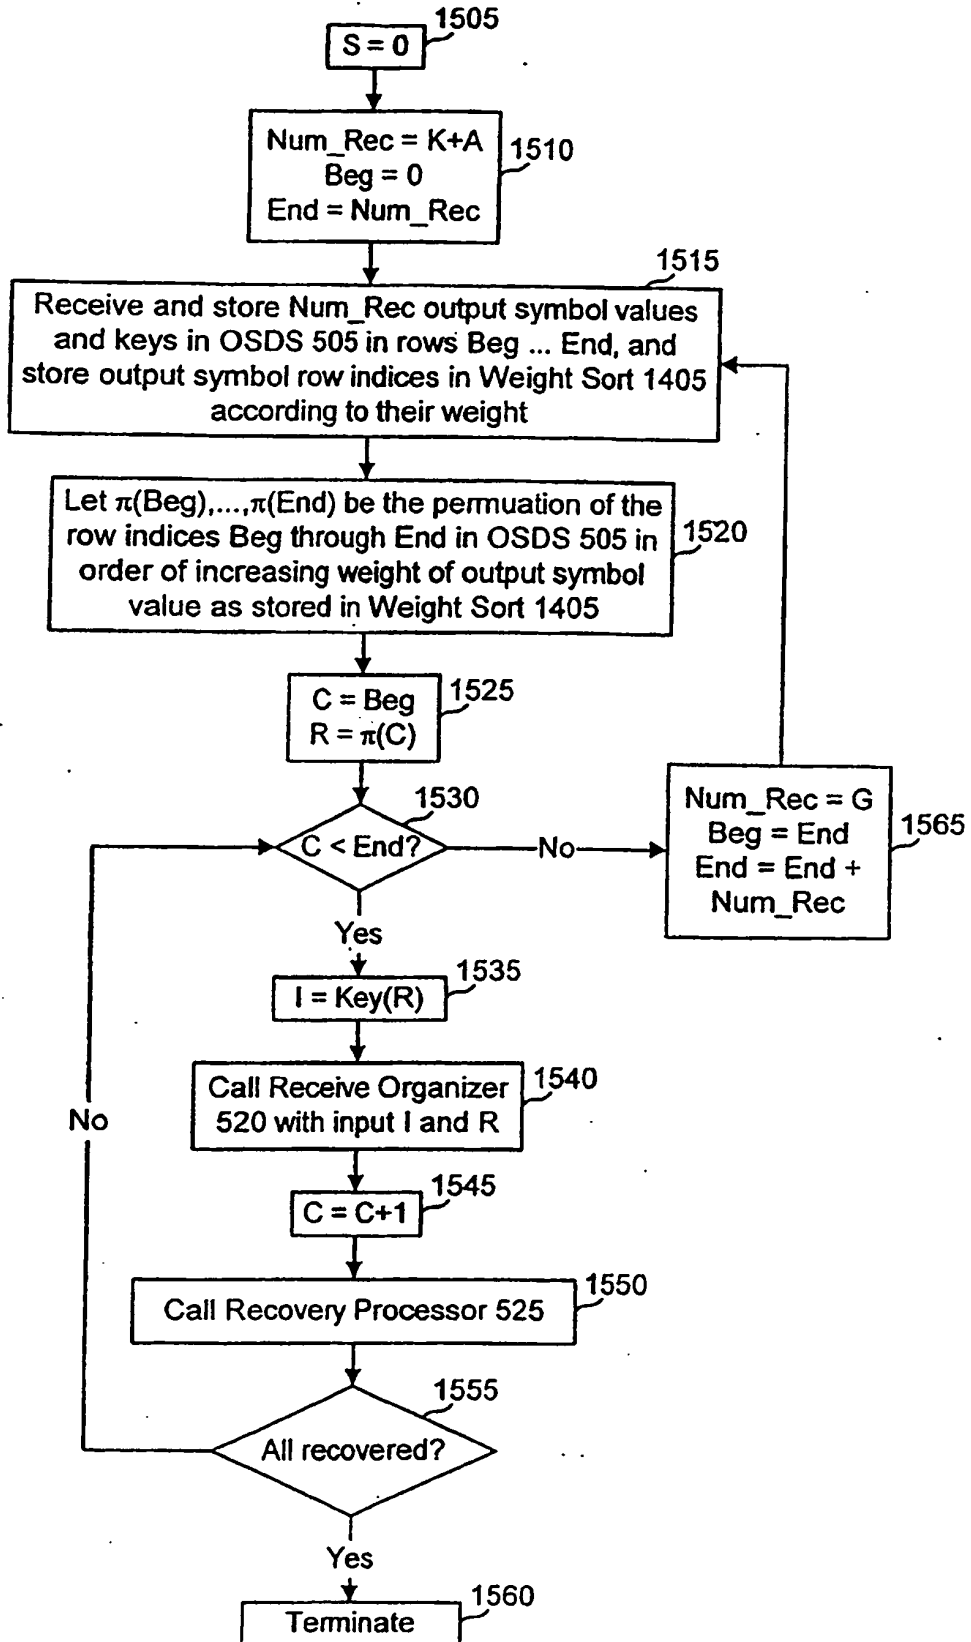 1505
S = 0
Num_Rec = K+A
Beg = 0
End = Num_Rec
1510
1515
Receive and store Num_Rec output symbol values
and keys in OSDS 505 in rows Beg ... End, and
store output symbol row indices in Weight Sort 1405
according to their weight
Let π(Beg),...,π(End) be the permuation of the
row indices Beg through End in OSDS 505 in
order of increasing weight of output symbol
value as stored in Weight Sort 1405
1520
C = Beg
R = π(C)
1525
1530
C < End?
No
Num_Rec = G
Beg = End
End = End +
Num_Rec
1565
Yes
1535
I = Key(R)
Call Receive Organizer
520 with input I and R
1540
No
1545
C = C+1
1550
Call Recovery Processor 525
1555
All recovered?
Yes
1560
Terminate